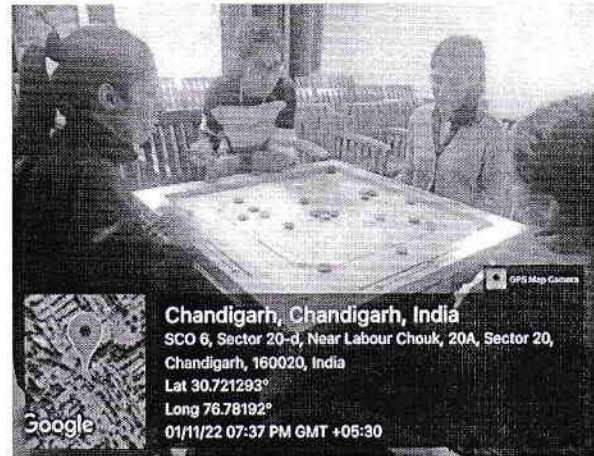 GPS Map Camera
Chandigarh, Chandigarh, India
SCO 6, Sector 20-d, Near Labour Chouk, 20A, Sector 20,
Chandigarh, 160020, India
Lat 30.721293°
Long 76.78192°
01/11/22 07:37 PM GMT +05:30
Google